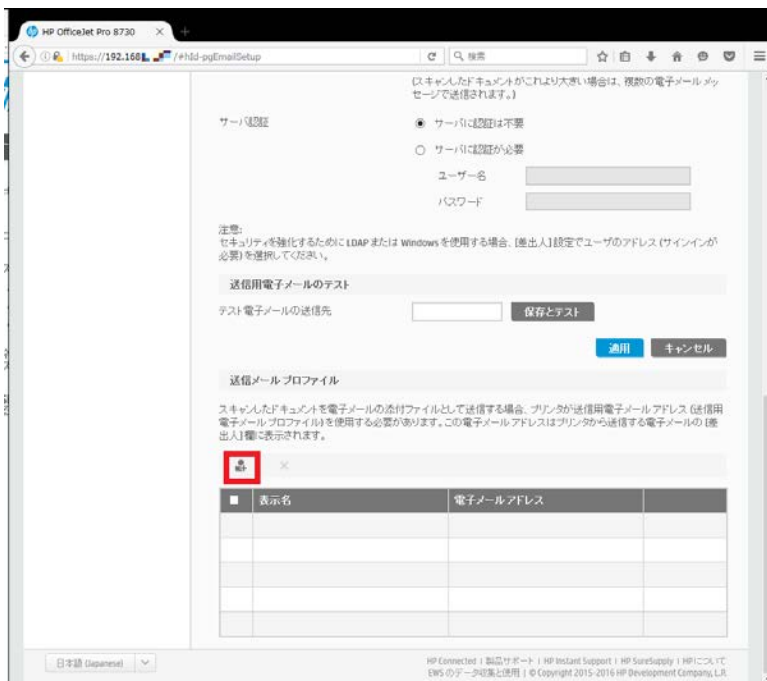 HP OfficeJet Pro 8730
https://192.168 /#hId-pgEmailSetup
検索
(スキャンしたドキュメントがこれより大きい場合は、複数の電子メール メッ
セージで送信されます。)
サーバ認証
サーバに認証は不要
サーバに認証が必要
ユーザー名
パスワード
注意:
セキュリティを強化するために LDAP または Windows を使用する場合、[差出人] 設定でユーザのアドレス (サインインが
必要) を選択してください。
送信用電子メールのテスト
テスト電子メールの送信先
保存とテスト
適用
キャンセル
送信メール プロファイル
スキャンしたドキュメントを電子メールの添付ファイルとして送信する場合、プリンタが送信用電子メール アドレス (送信用
電子メール プロファイル) を使用する必要があります。この電子メール アドレスはプリンタから送信する電子メールの [差
出人] 欄に表示されます。
表示名
電子メール アドレス
日本語 (Japanese)
HP Connected | 製品サポート | HP Instant Support | HP SureSupply | HPについて
EWS のデータ収集と使用 | © Copyright 2015-2016 HP Development Company, L.P.